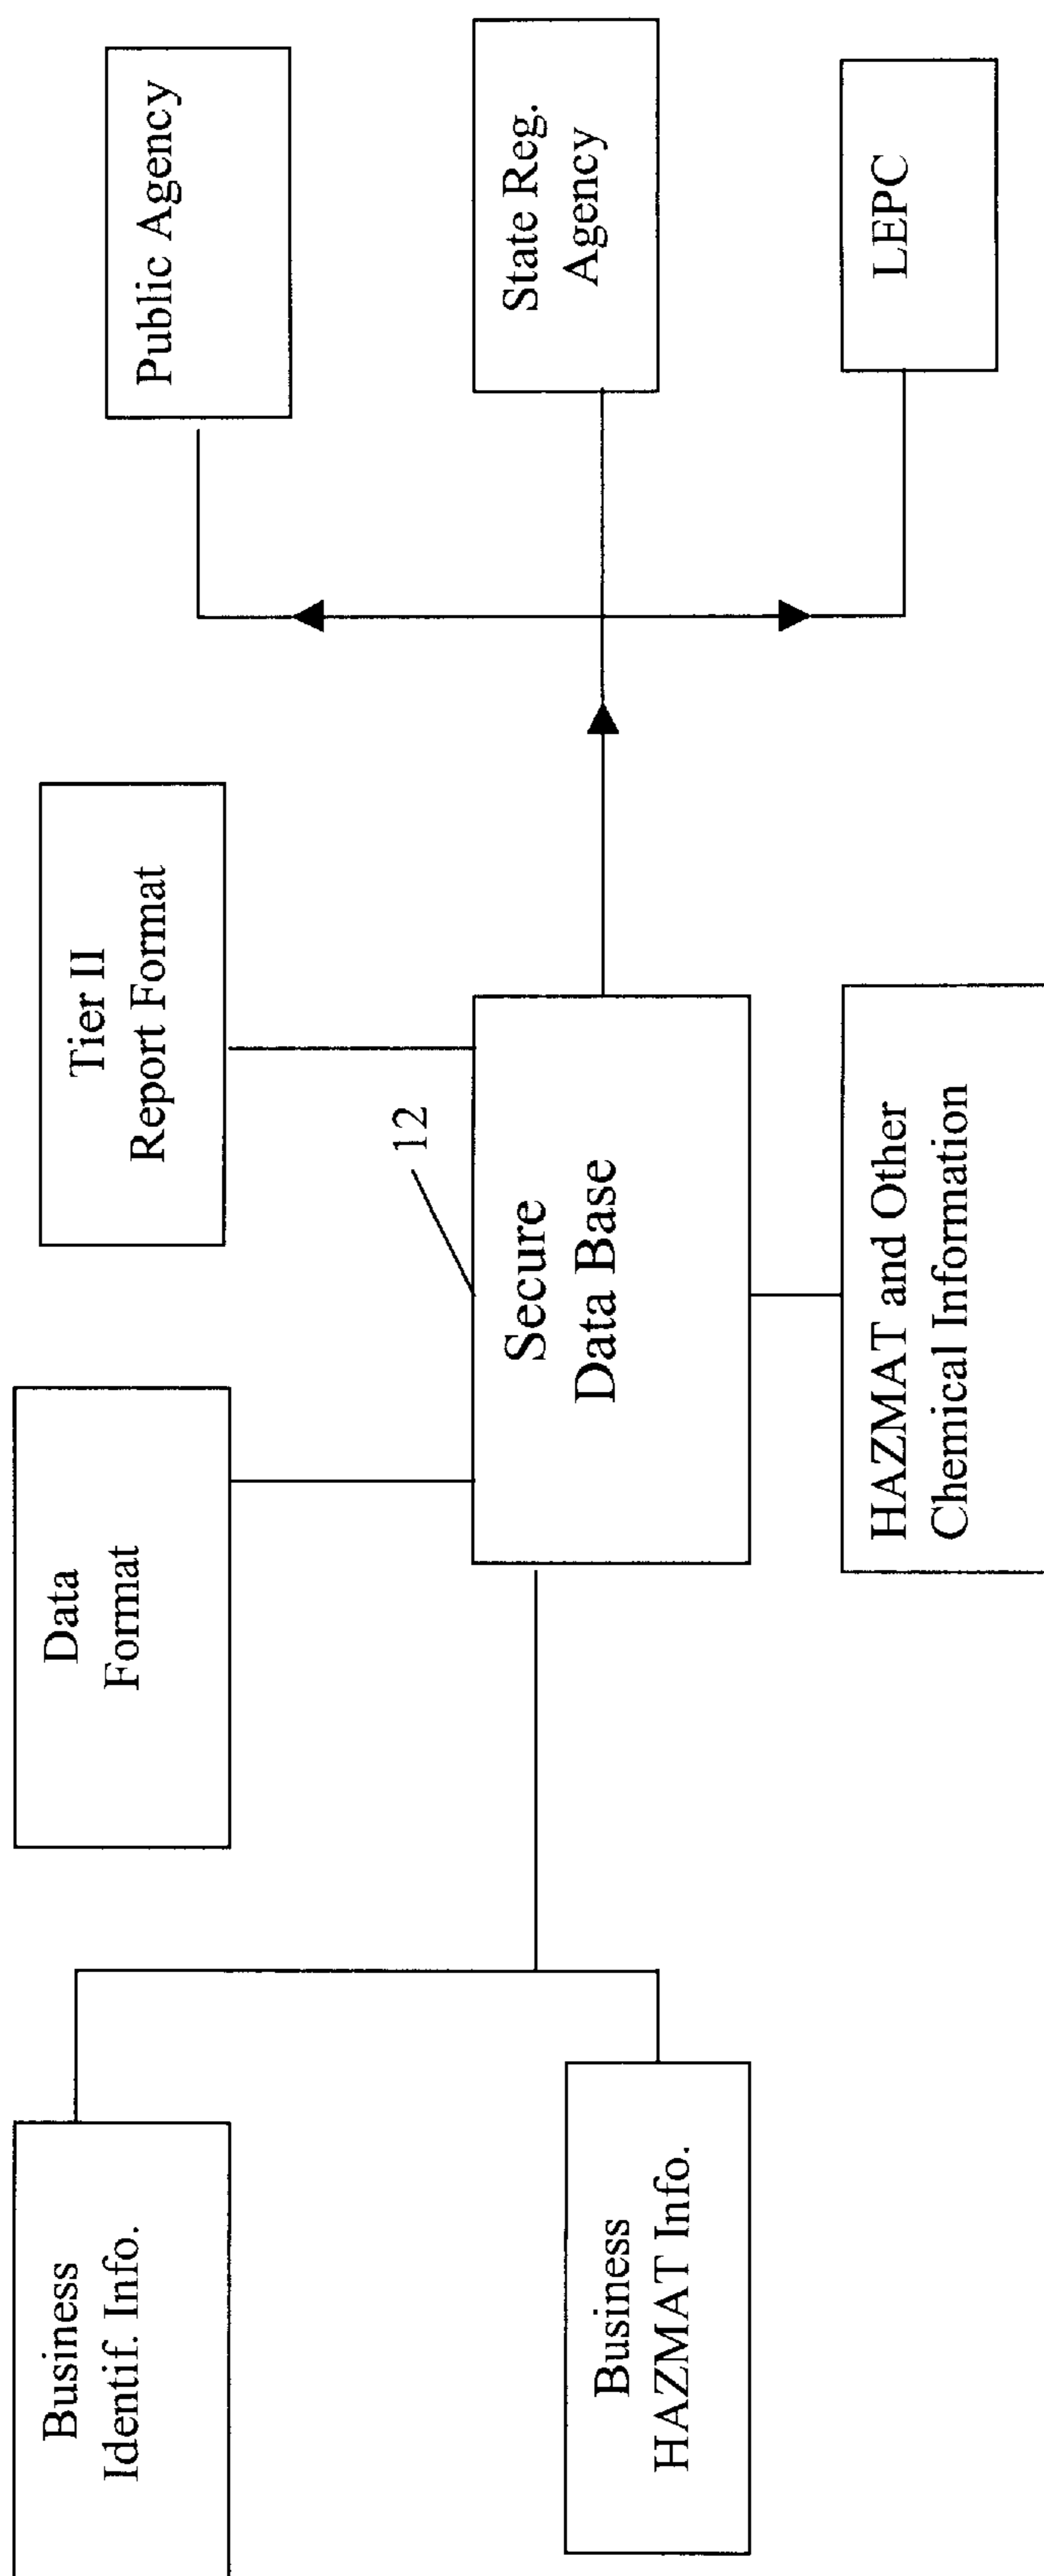 Business
Identif. Info.
Data
Format
Tier II
Report Format
Public Agency
12
Secure
Data Base
State Reg.
Agency
Business
HAZMAT Info.
HAZMAT and Other
Chemical Information
LEPC